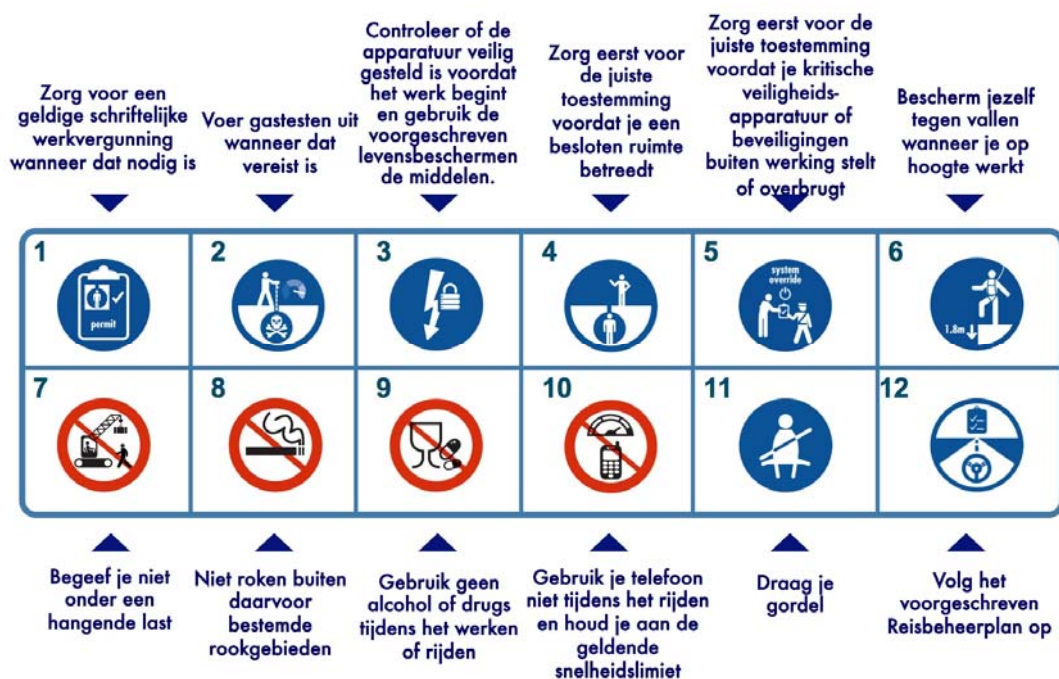 Zorg voor een
geldige schriftelijke
werkvergunning
wanneer dat nodig is
Voer gastesten uit
wanneer dat
vereist is
Controleer of de
apparatuur veilig
gesteld is voordat
het werk begint
en gebruik de
voorgeschreven
levensbeschermen
de middelen.
Zorg eerst voor
de juiste
toestemming
voordat je een
besloten ruimte
betreedt
Zorg eerst voor
de juiste toestemming
voordat je kritische
veiligheids-
apparatuur of
beveiligingen
buiten werking stelt
of overbrugt
Bescherm jezelf
tegen vallen
wanneer je op
hoogte werkt
1
permit
2
3
4
5
system
override
6
1.8m
7
8
9
10
11
12
Begeef je niet
onder een
hangende last
Niet roken buiten
daarvoor
bestemde
rookgebieden
Gebruik geen
alcohol of drugs
tijdens het werken
of rijden
Gebruik je telefoon
niet tijdens het rijden
en houd je aan de
geldende
snelheidslimiet
Draag je
gordel
Volg het
voorgeschreven
Reisbeheerplan op